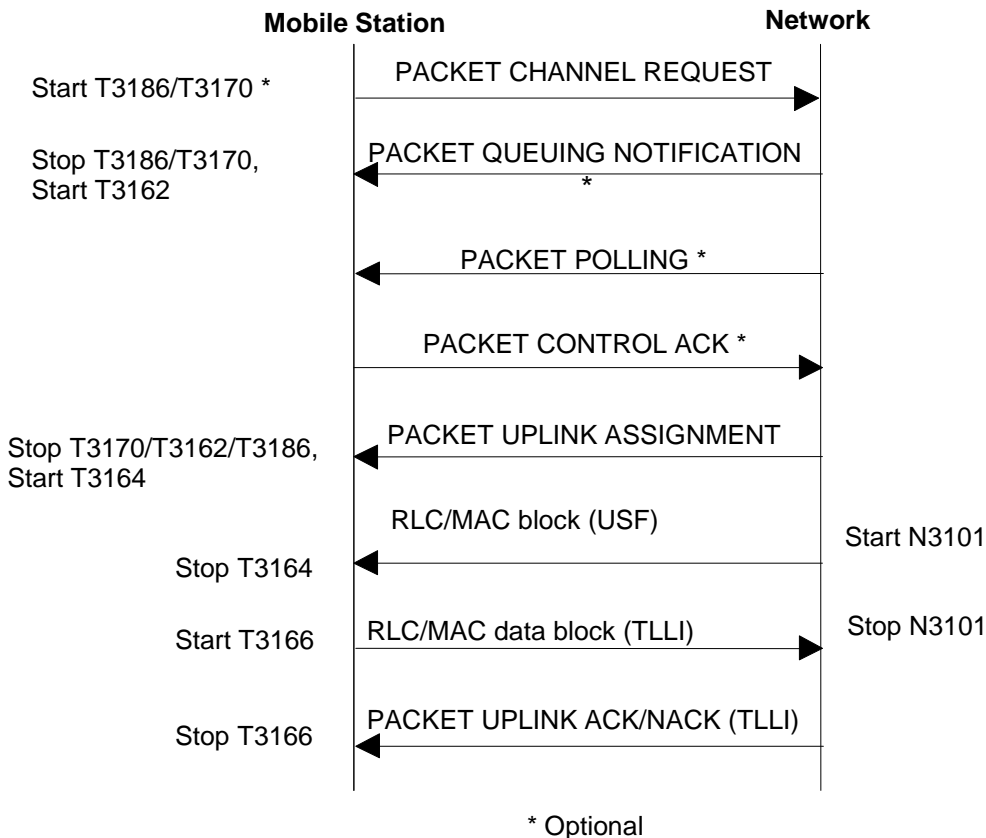 Mobile Station
Network
PACKET CHANNEL REQUEST
Start T3186/T3170 *
PACKET QUEUING NOTIFICATION
*
Stop T3186/T3170,
Start T3162
PACKET POLLING *
PACKET CONTROL ACK *
PACKET UPLINK ASSIGNMENT
Stop T3170/T3162/T3186,
Start T3164
RLC/MAC block (USF)
Start N3101
Stop T3164
RLC/MAC data block (TLLI)
Stop N3101
Start T3166
PACKET UPLINK ACK/NACK (TLLI)
Stop T3166
* Optional